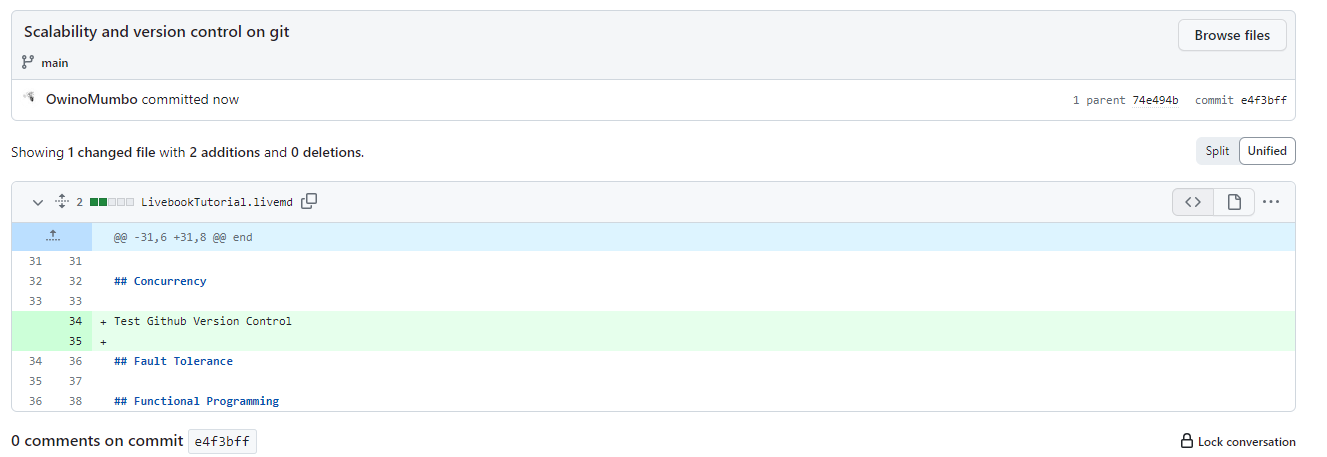 Scalability and version control on git
Browse files
main
OwinoMumbo committed now
1 parent 74e494b commit e4f3bff
Showing 1 changed file with 2 additions and 0 deletions.
Split Unified
2 LivebookTutorial.livemd
@@ -31,6 +31,8 @@ end
31 31
32 32 ## Concurrency
33 33
34 + Test Github Version Control
35 +
34 36 ## Fault Tolerance
35 37
36 38 ## Functional Programming
0 comments on commit e4f3bff
Lock conversation